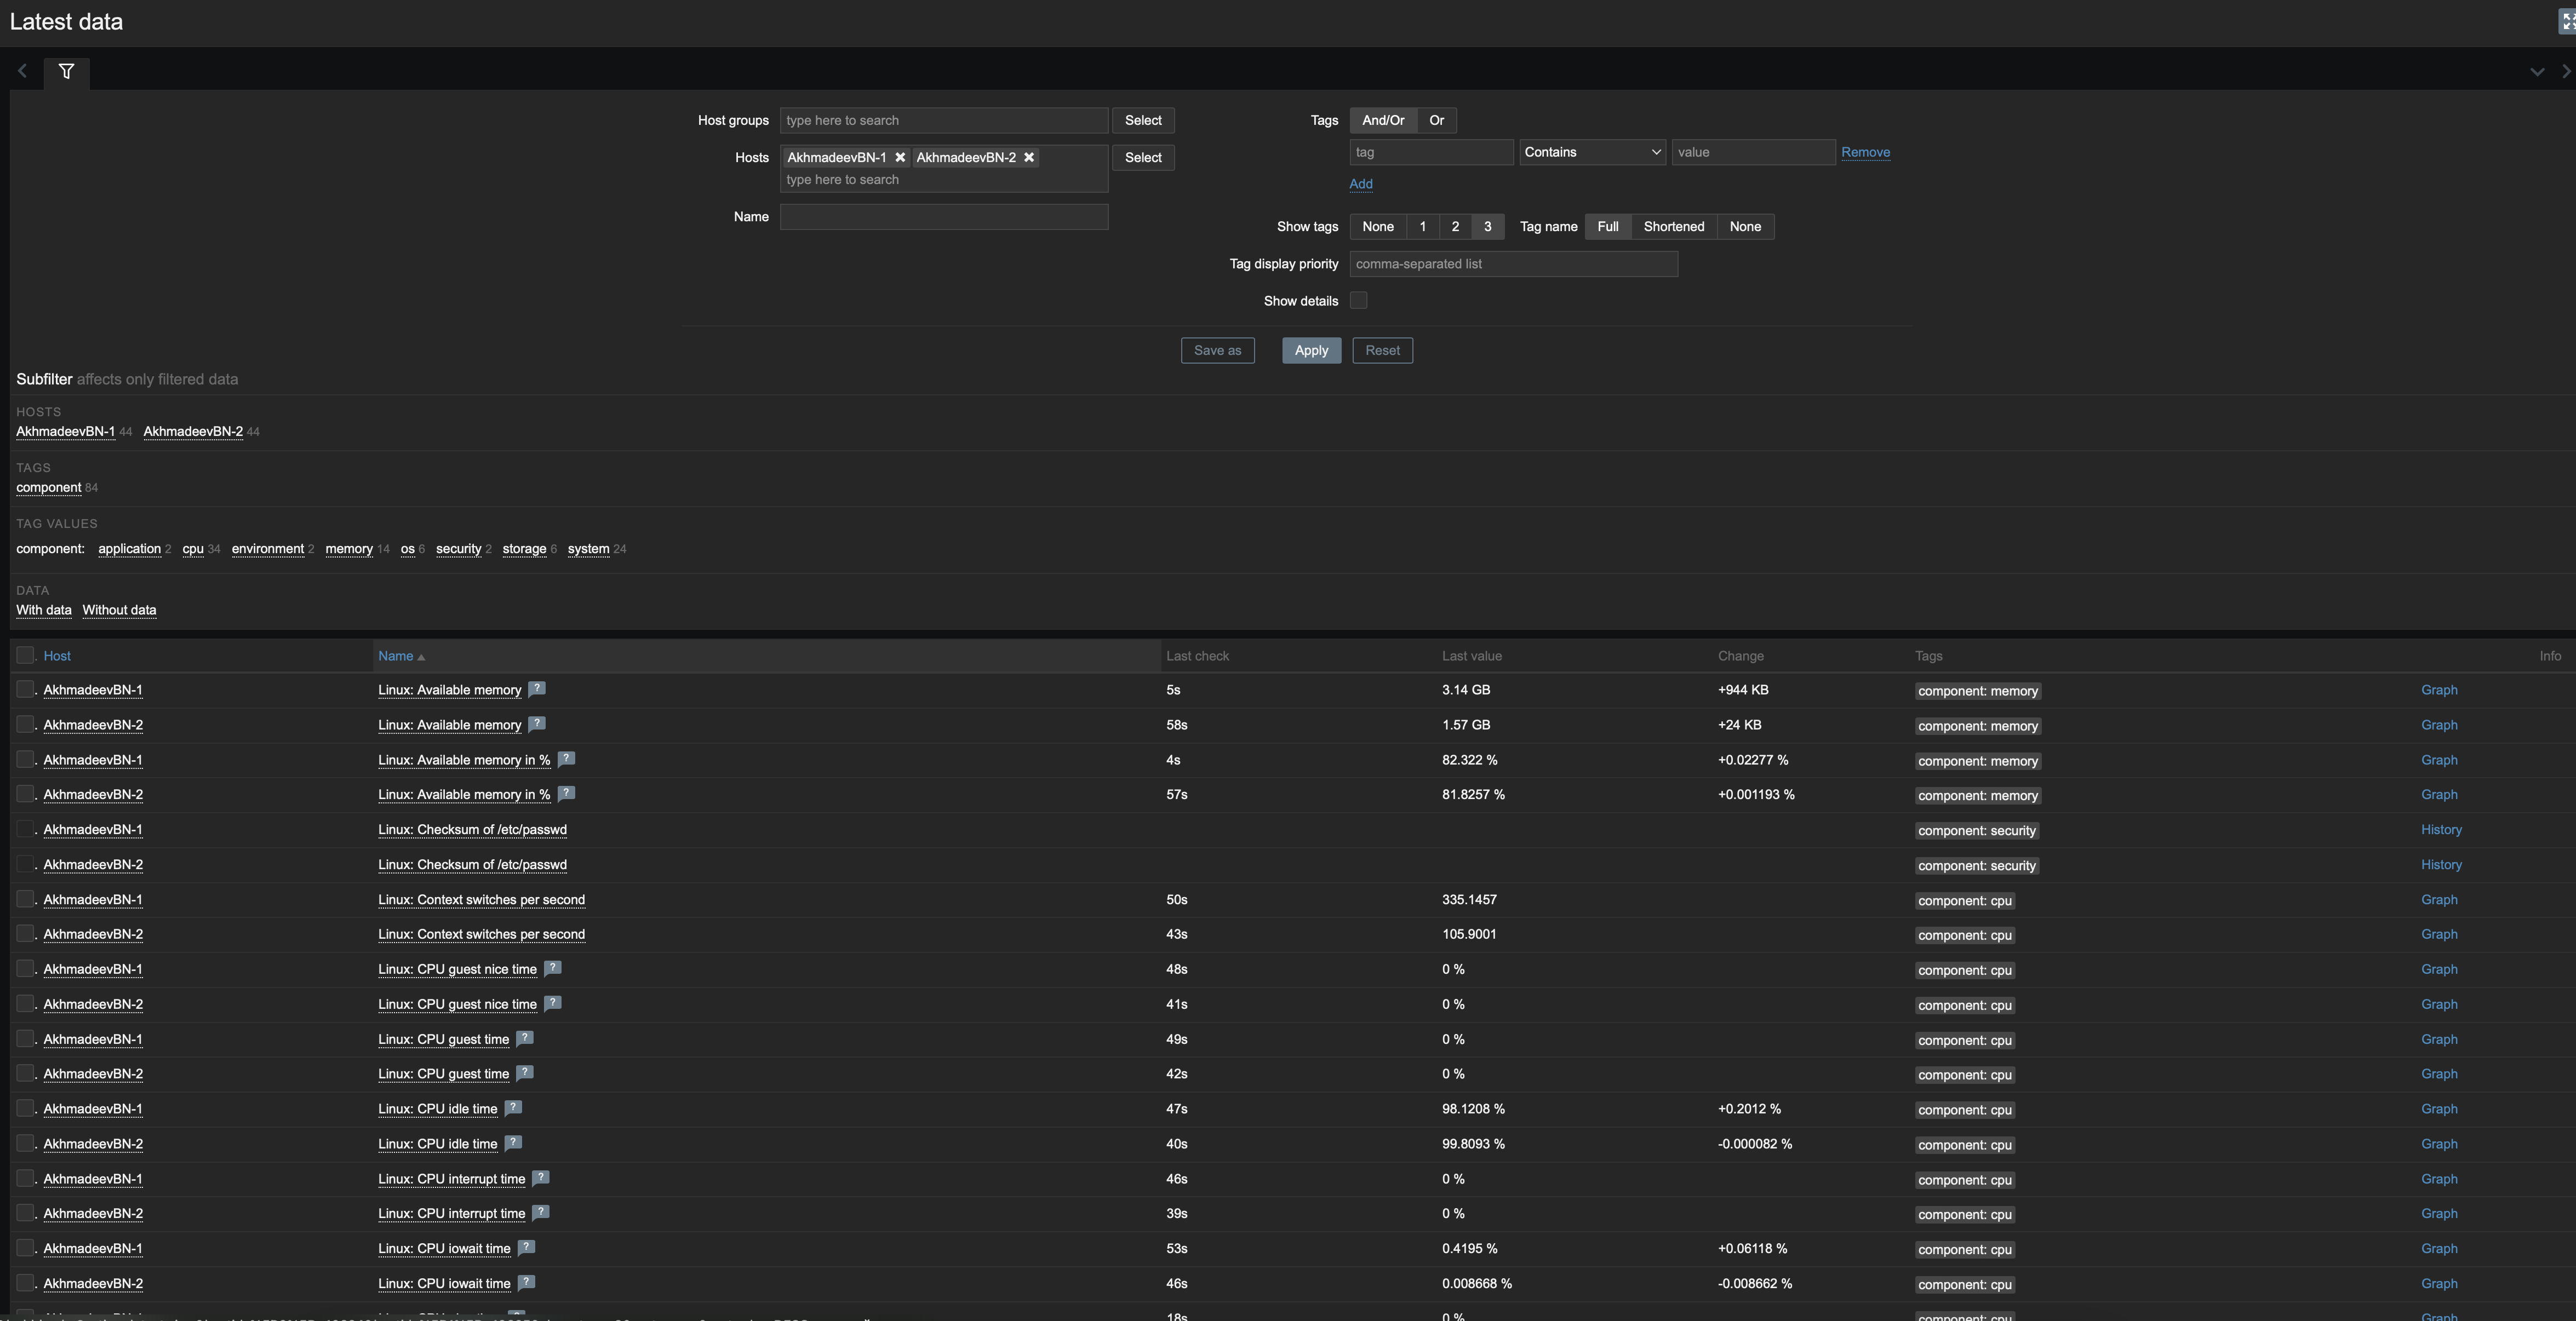 Latest data
Host groups type here to search Select Tags And/Or Or
Hosts AkhmadeevBN-1 AkhmadeevBN-2 Select tag Contains value Remove
type here to search
Add
Name
Show tags None 1 2 3 Tag name Full Shortened None
Tag display priority comma-separated list
Show details
Save as Apply Reset
Subfilter affects only filtered data
HOSTS
AkhmadeevBN-1 44 AkhmadeevBN-2 44
TAGS
component 84
TAG VALUES
component: application 2 cpu 34 environment 2 memory 14 os 6 security 2 storage 6 system 24
DATA
With data Without data
Host Name Last check Last value Change Tags Info
AkhmadeevBN-1 Linux: Available memory ? 5s 3.14 GB +944 KB component: memory Graph
AkhmadeevBN-2 Linux: Available memory ? 58s 1.57 GB +24 KB component: memory Graph
AkhmadeevBN-1 Linux: Available memory in % ? 4s 82.322 % +0.02277 % component: memory Graph
AkhmadeevBN-2 Linux: Available memory in % ? 57s 81.8257 % +0.001193 % component: memory Graph
AkhmadeevBN-1 Linux: Checksum of /etc/passwd component: security History
AkhmadeevBN-2 Linux: Checksum of /etc/passwd component: security History
AkhmadeevBN-1 Linux: Context switches per second 50s 335.1457 component: cpu Graph
AkhmadeevBN-2 Linux: Context switches per second 43s 105.9001 component: cpu Graph
AkhmadeevBN-1 Linux: CPU guest nice time ? 48s 0 % component: cpu Graph
AkhmadeevBN-2 Linux: CPU guest nice time ? 41s 0 % component: cpu Graph
AkhmadeevBN-1 Linux: CPU guest time ? 49s 0 % component: cpu Graph
AkhmadeevBN-2 Linux: CPU guest time ? 42s 0 % component: cpu Graph
AkhmadeevBN-1 Linux: CPU idle time ? 47s 98.1208 % +0.2012 % component: cpu Graph
AkhmadeevBN-2 Linux: CPU idle time ? 40s 99.8093 % -0.000082 % component: cpu Graph
AkhmadeevBN-1 Linux: CPU interrupt time ? 46s 0 % component: cpu Graph
AkhmadeevBN-2 Linux: CPU interrupt time ? 39s 0 % component: cpu Graph
AkhmadeevBN-1 Linux: CPU iowait time ? 53s 0.4195 % +0.06118 % component: cpu Graph
AkhmadeevBN-2 Linux: CPU iowait time ? 46s 0.008668 % -0.008662 % component: cpu Graph
18s 0 % component: cpu Graph